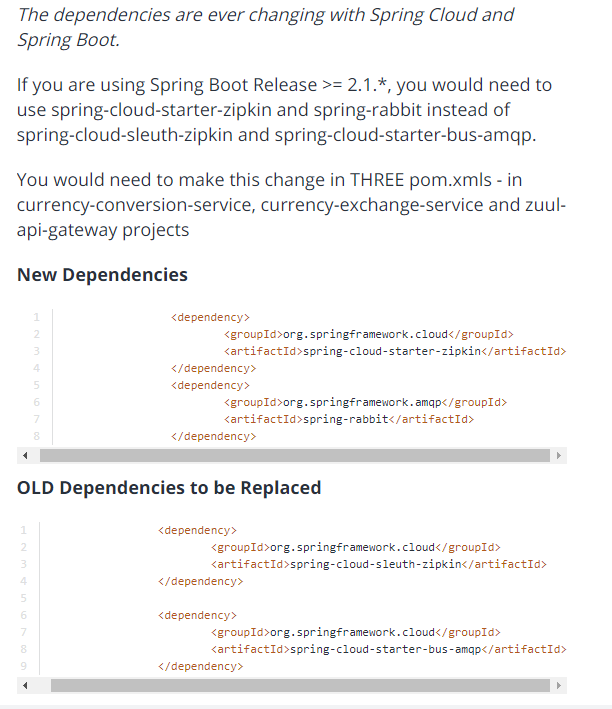 The dependencies are ever changing with Spring Cloud and
Spring Boot.
If you are using Spring Boot Release >= 2.1.*, you would need to
use spring-cloud-starter-zipkin and spring-rabbit instead of
spring-cloud-sleuth-zipkin and spring-cloud-starter-bus-amqp.
You would need to make this change in THREE pom.xmls - in
currency-conversion-service, currency-exchange-service and zuul-
api-gateway projects
New Dependencies
1 <dependency>
2 <groupId>org.springframework.cloud</groupId>
3 <artifactId>spring-cloud-starter-zipkin</artifactId>
4 </dependency>
5 <dependency>
6 <groupId>org.springframework.amqp</groupId>
7 <artifactId>spring-rabbit</artifactId>
8 </dependency>
OLD Dependencies to be Replaced
1 <dependency>
2 <groupId>org.springframework.cloud</groupId>
3 <artifactId>spring-cloud-sleuth-zipkin</artifactId>
4 </dependency>
5
6 <dependency>
7 <groupId>org.springframework.cloud</groupId>
8 <artifactId>spring-cloud-starter-bus-amqp</artifactId>
9 </dependency>